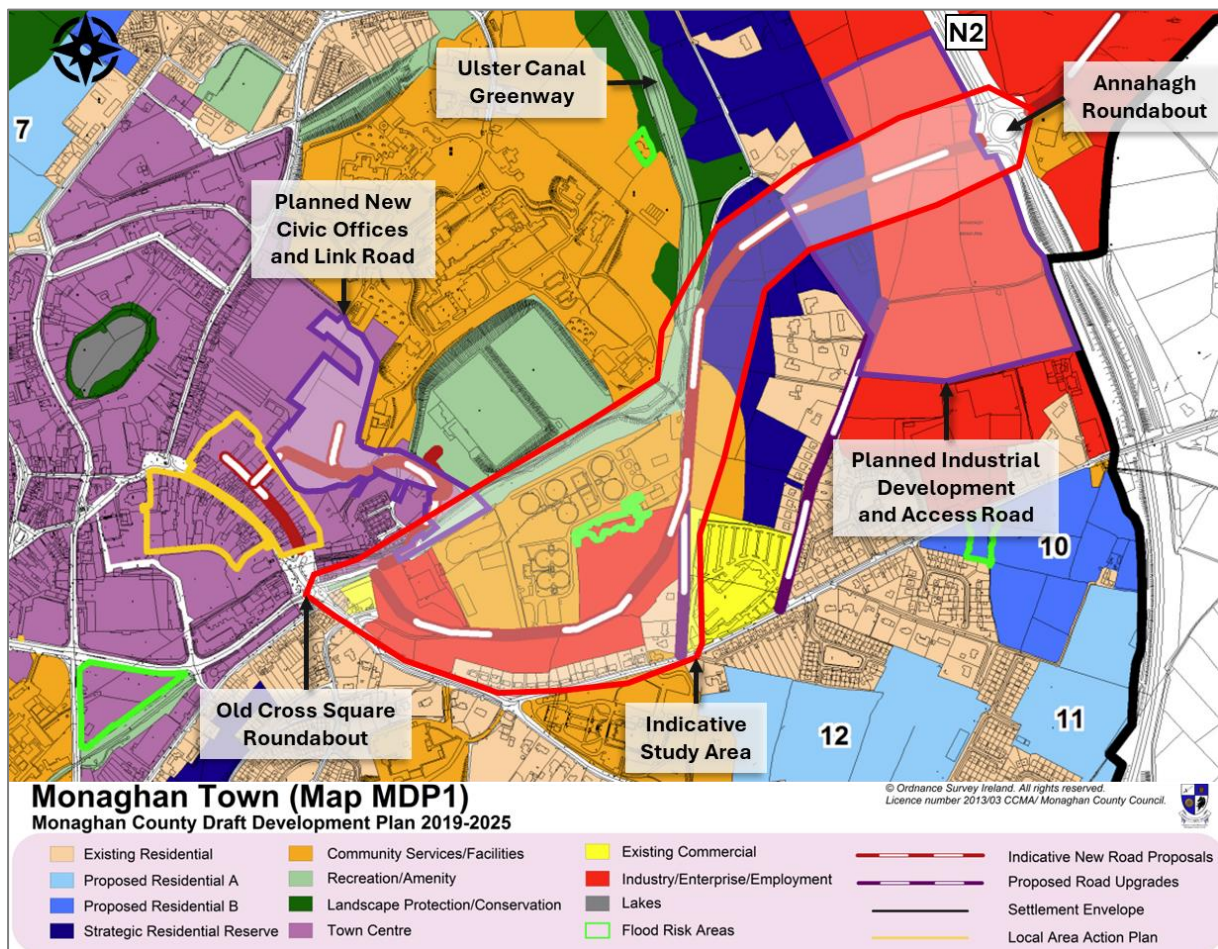 N2
Ulster Canal
Greenway
Annahagh
Roundabout
7
Planned New
Civic Offices
and Link Road
Planned Industrial
Development
and Access Road
10
Old Cross Square
Roundabout
Indicative
Study Area
12
11
Monaghan Town (Map MDP1)
Monaghan County Draft Development Plan 2019-2025
© Ordnance Survey Ireland. All rights reserved.
Licence number 2013/03 CCMA/ Monaghan County Council.
Existing Residential
Proposed Residential A
Proposed Residential B
Strategic Residential Reserve
Community Services/Facilities
Recreation/Amenity
Landscape Protection/Conservation
Town Centre
Existing Commercial
Industry/Enterprise/Employment
Lakes
Flood Risk Areas
Indicative New Road Proposals
Proposed Road Upgrades
Settlement Envelope
Local Area Action Plan